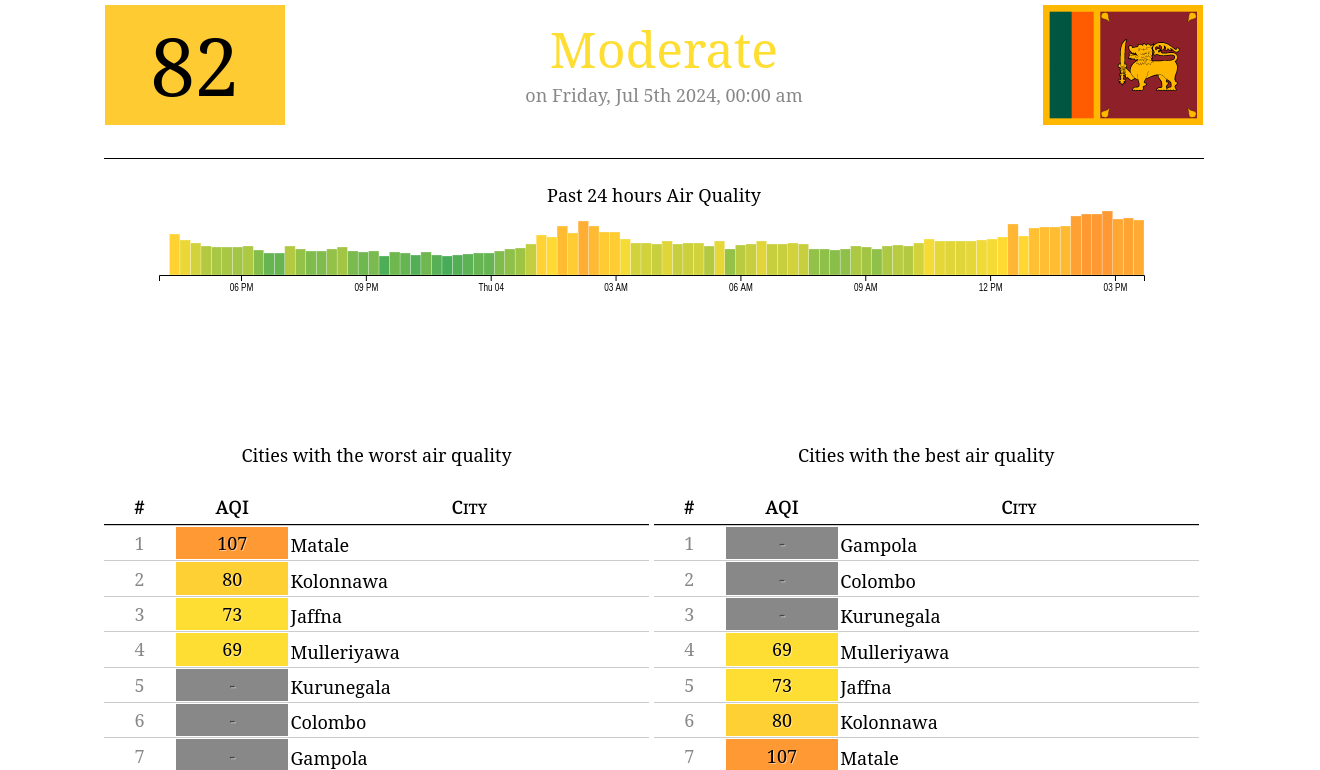 82
Moderate
on Friday, Jul 5th 2024, 00:00 am
Past 24 hours Air Quality
06 PM 09 PM Thu 04 03 AM 06 AM 09 AM 12 PM 03 PM
Cities with the worst air quality
# AQI City
1 107 Matale
2 80 Kolonnawa
3 73 Jaffna
4 69 Mulleriyawa
5 - Kurunegala
6 - Colombo
7 - Gampola
Cities with the best air quality
# AQI City
1 - Gampola
2 - Colombo
3 - Kurunegala
4 69 Mulleriyawa
5 73 Jaffna
6 80 Kolonnawa
7 107 Matale